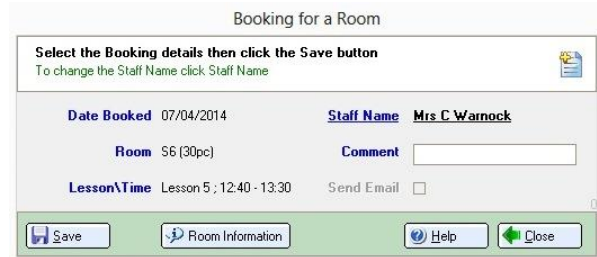 Booking for a Room
Select the Booking details then click the Save button
To change the Staff Name click Staff Name
Date Booked 07/04/2014 Staff Name Mrs C Warnock
Room S6 (30pc) Comment
Lesson\Time Lesson 5 ; 12:40 - 13:30 Send Email
0
Save Room Information Help Close